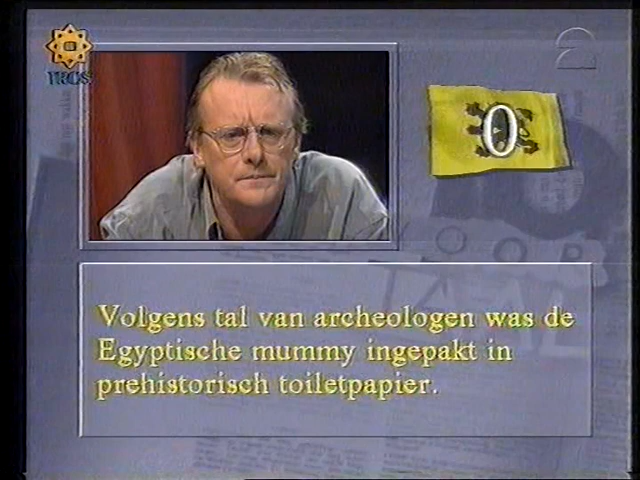 TROS
2
0
Volgens tal van archeologen was de
Egyptische mummy ingepakt in
prehistorisch toiletpapier.